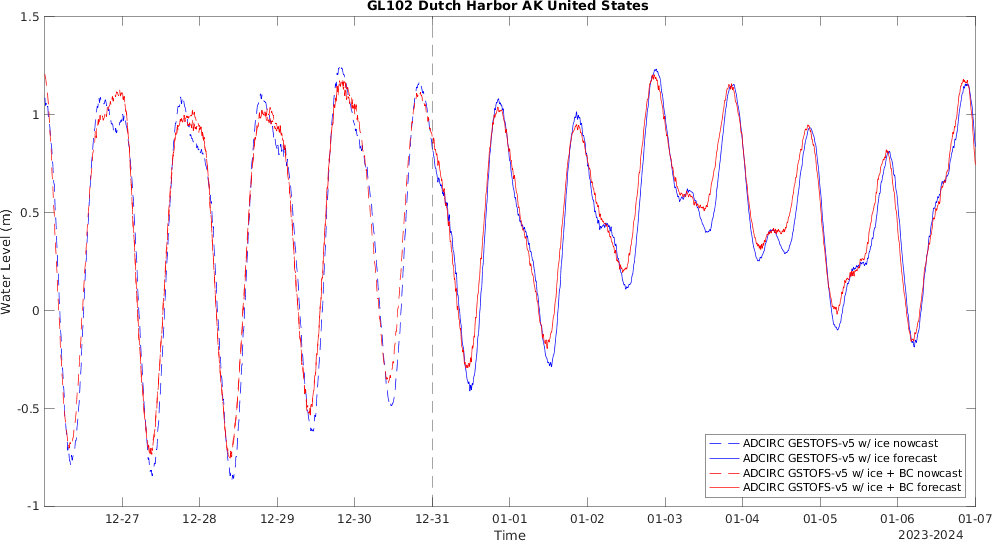 GL102 Dutch Harbor AK United States
Water Level (m)
1.5
1
0.5
0
-0.5
-1
ADCIRC GESTOFS-v5 w/ ice nowcast
ADCIRC GESTOFS-v5 w/ ice forecast
ADCIRC GSTOFS-v5 w/ ice + BC nowcast
ADCIRC GSTOFS-v5 w/ ice + BC forecast
12-27 12-28 12-29 12-30 12-31 01-01 01-02 01-03 01-04 01-05 01-06 01-07
Time
2023-2024